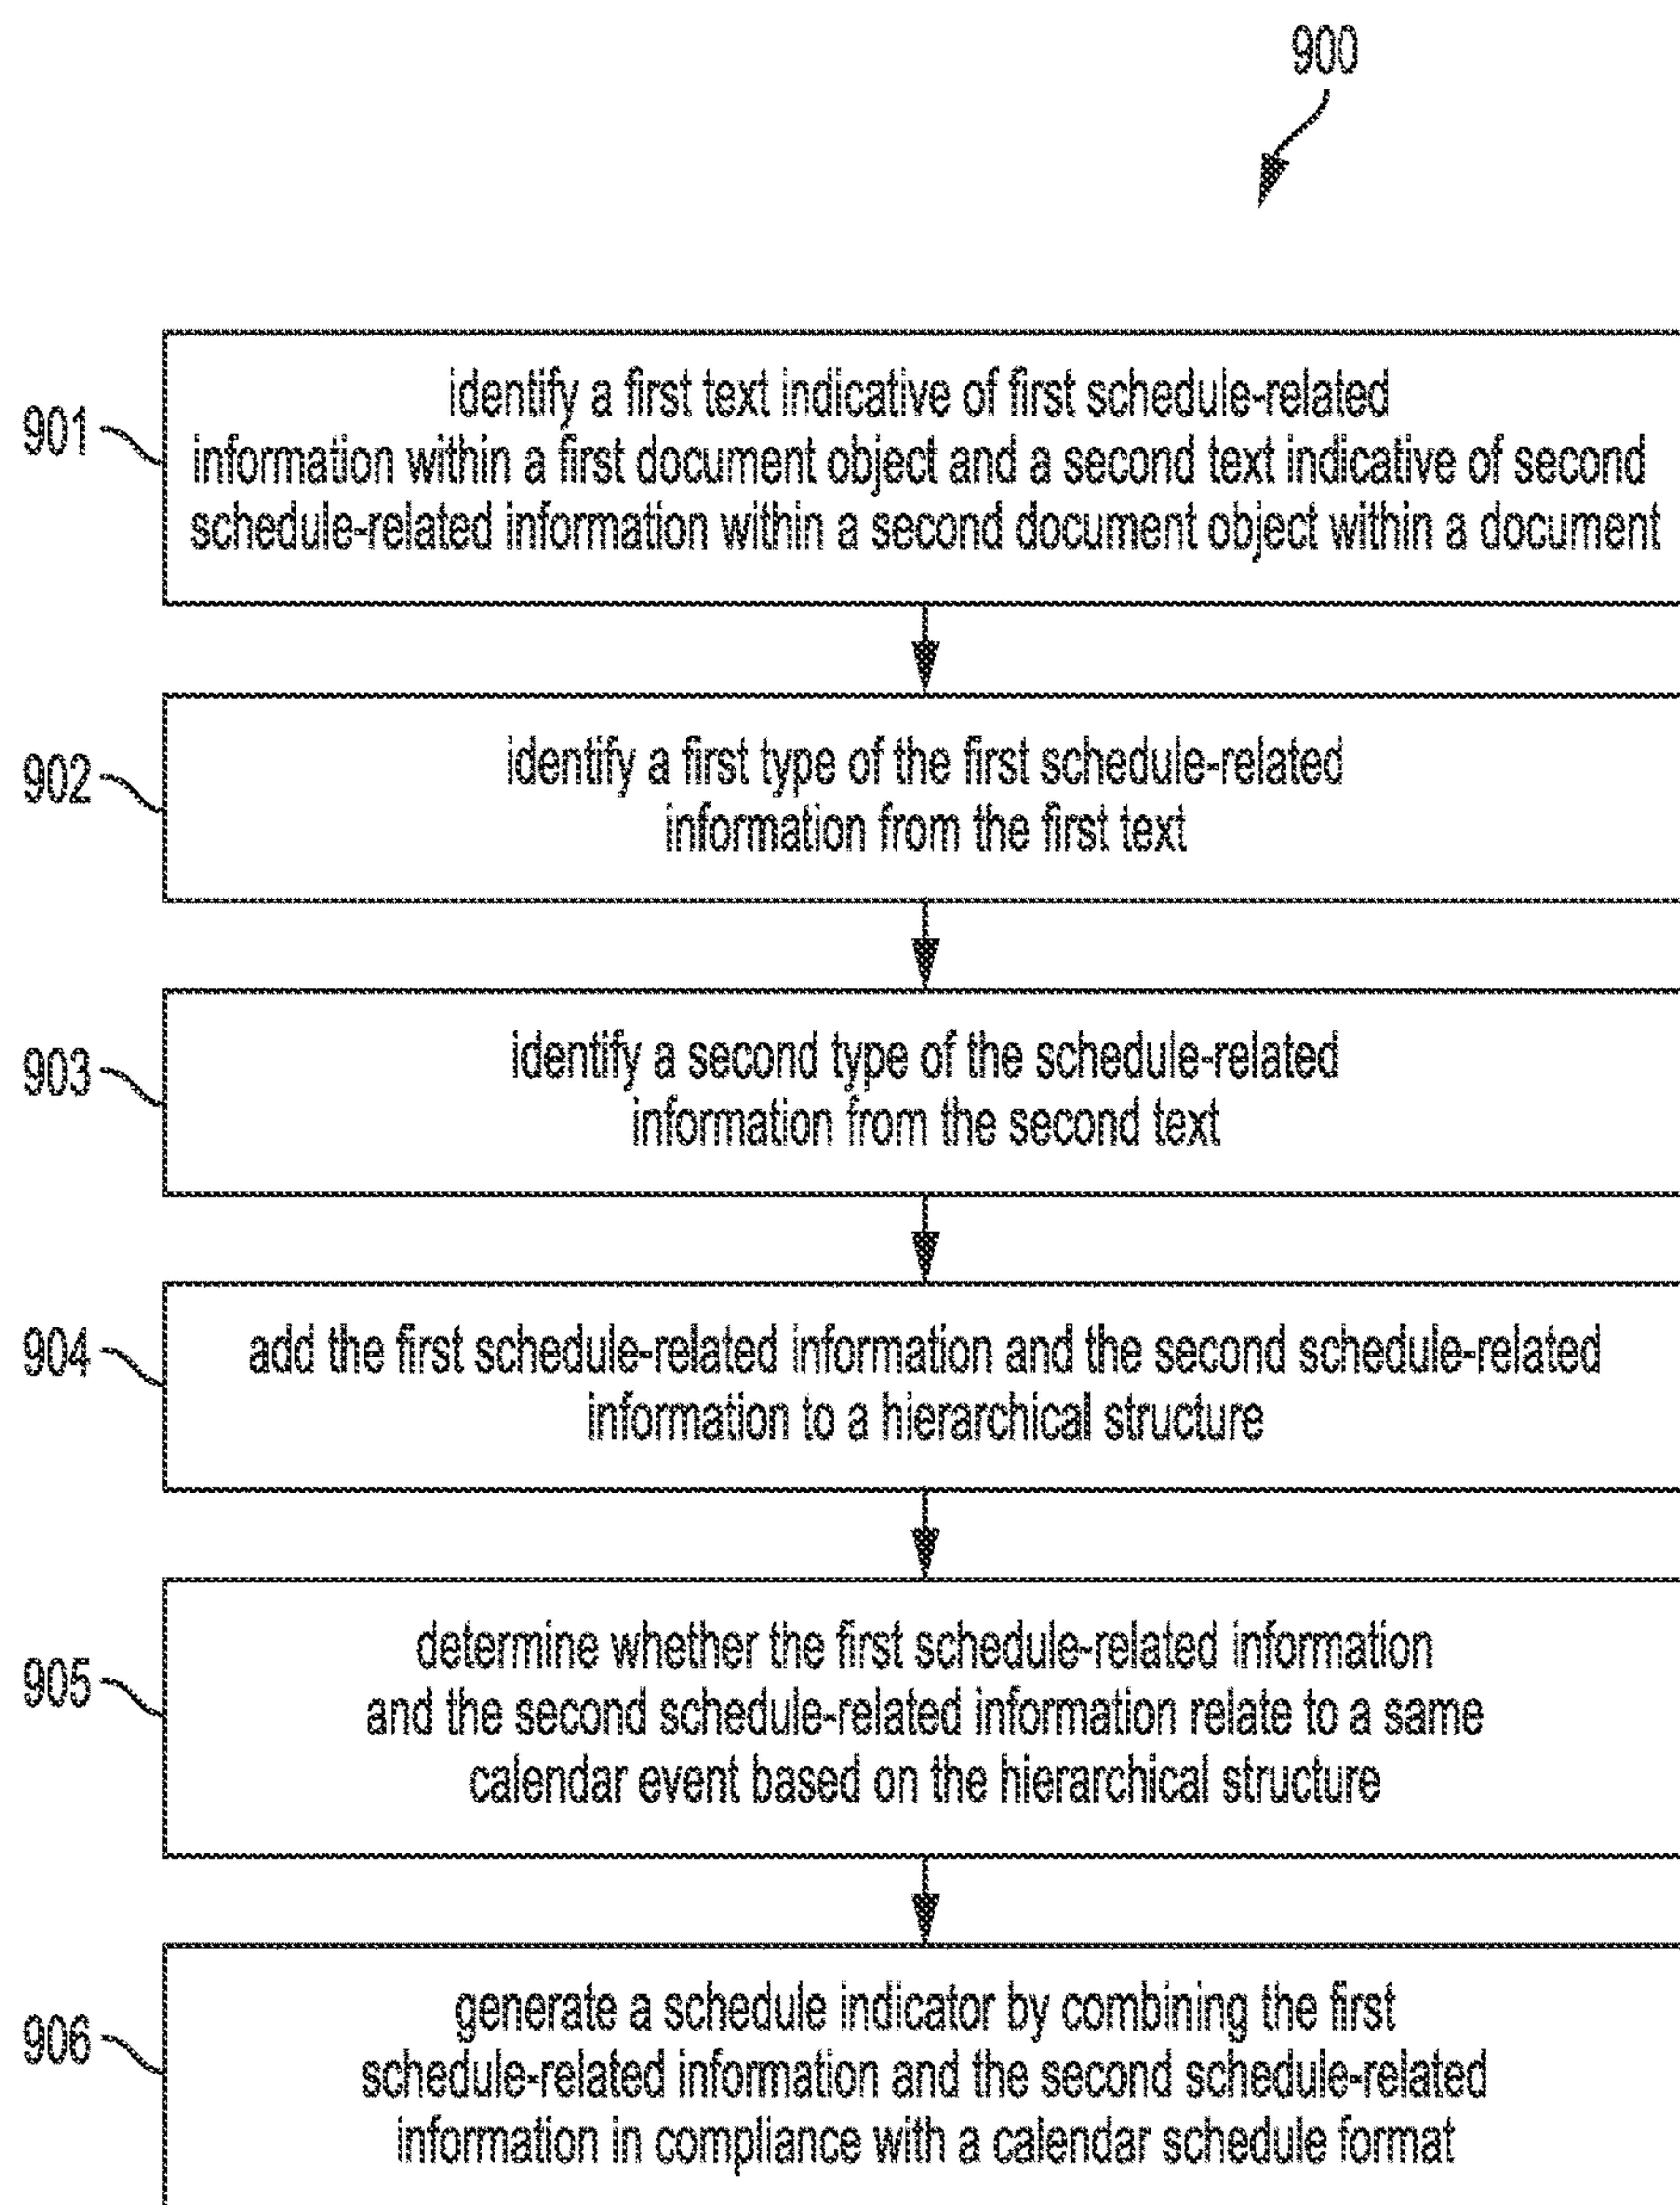 900
901
identify a first text indicative of first schedule-related
information within a first document object and a second text indicative of second
schedule-related information within a second document object within a document
902
identify a first type of the first schedule-related
information from the first text
903
identify a second type of the schedule-related
information from the second text
904
add the first schedule-related information and the second schedule-related
information to a hierarchical structure
905
determine whether the first schedule-related information
and the second schedule-related information relate to a same
calendar event based on the hierarchical structure
906
generate a schedule indicator by combining the first
schedule-related information and the second schedule-related
information in compliance with a calendar schedule format